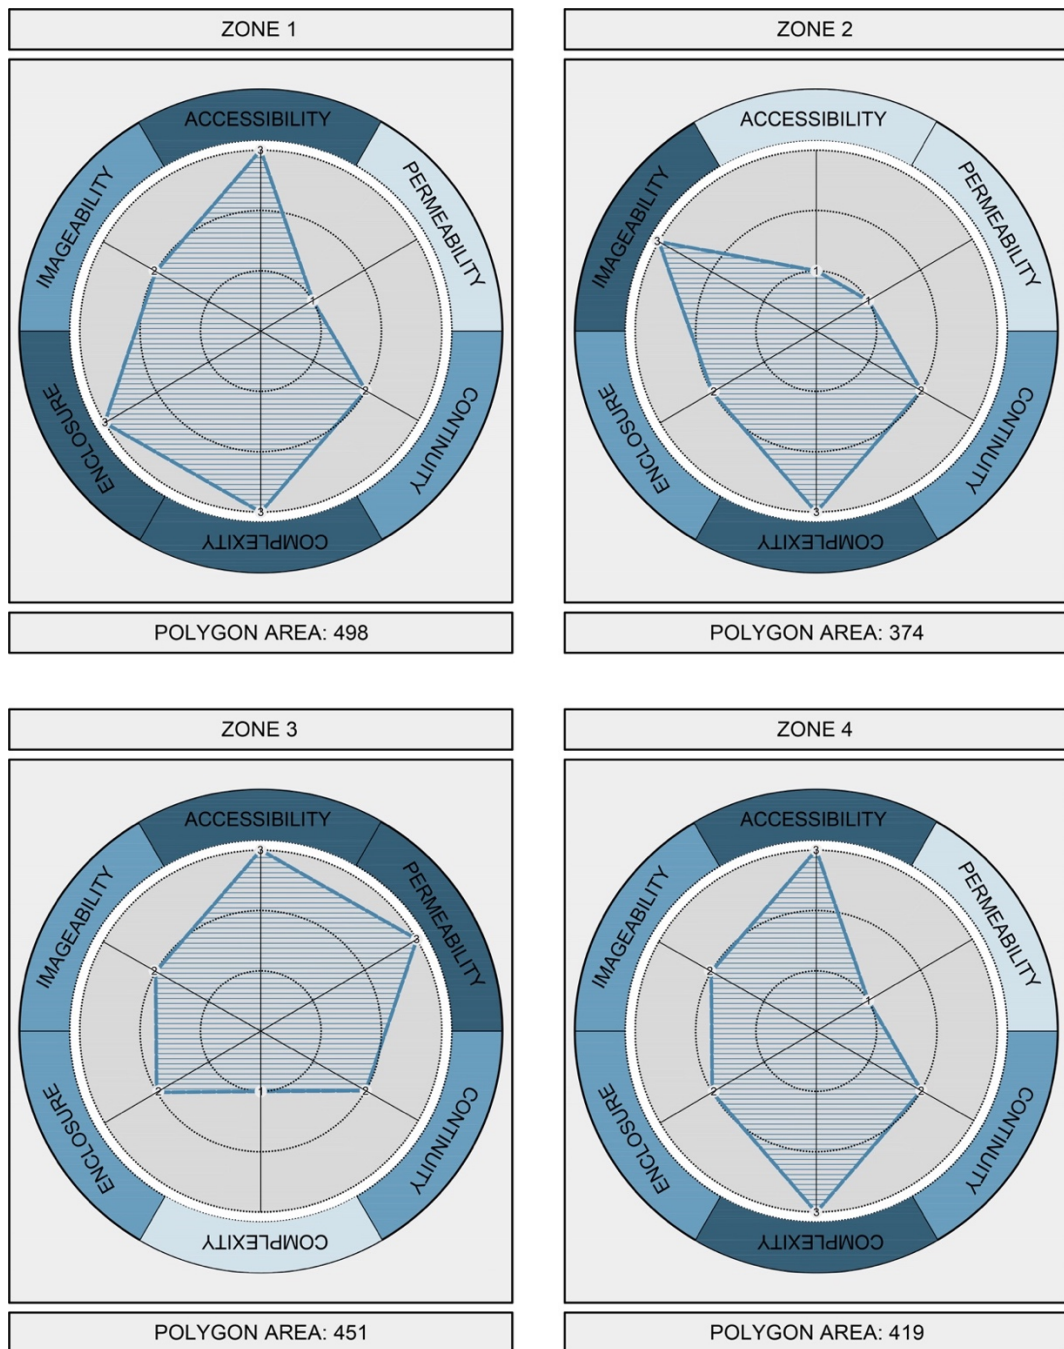 ZONE 1
ACCESSIBILITY
PERMEABILITY
CONTINUITY
COMPLEXITY
ENCLOSURE
IMAGEABILITY
3
1
2
3
3
2
POLYGON AREA: 498
ZONE 2
ACCESSIBILITY
PERMEABILITY
CONTINUITY
COMPLEXITY
ENCLOSURE
IMAGEABILITY
1
1
2
3
2
3
POLYGON AREA: 374
ZONE 3
ACCESSIBILITY
PERMEABILITY
CONTINUITY
COMPLEXITY
ENCLOSURE
IMAGEABILITY
3
3
2
1
2
2
POLYGON AREA: 451
ZONE 4
ACCESSIBILITY
PERMEABILITY
CONTINUITY
COMPLEXITY
ENCLOSURE
IMAGEABILITY
3
1
2
3
2
2
POLYGON AREA: 419